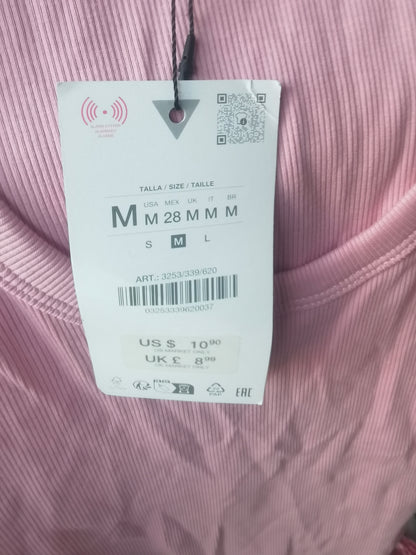 TALLA / SIZE / TAILLE
USA MEX UK IT BR
M M 28 M M M
S M L
ART.: 3253/339/620
03253339620037
US $ 10.90
UK £ 8.99
PAP
EAC